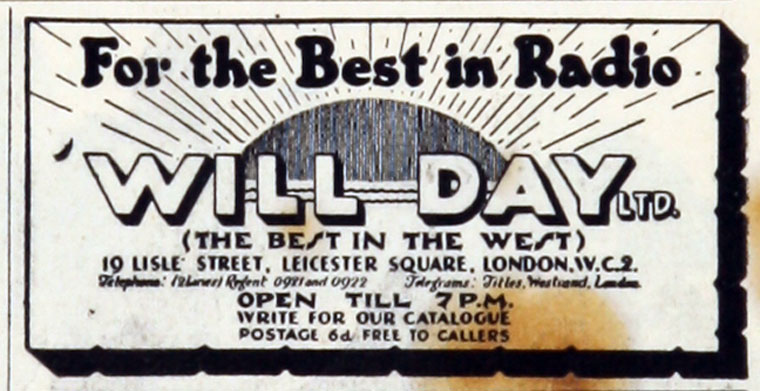 For the Best in Radio
WILL DAY LTD.
(THE BEST IN THE WEST)
19 LISLE STREET, LEICESTER SQUARE, LONDON, W.C.2.
Telephone: (2 Lines) Regent 0921 and 0922 Telegrams: Titles, Westrand, London
OPEN TILL 7 P.M.
WRITE FOR OUR CATALOGUE
POSTAGE 6d FREE TO CALLERS